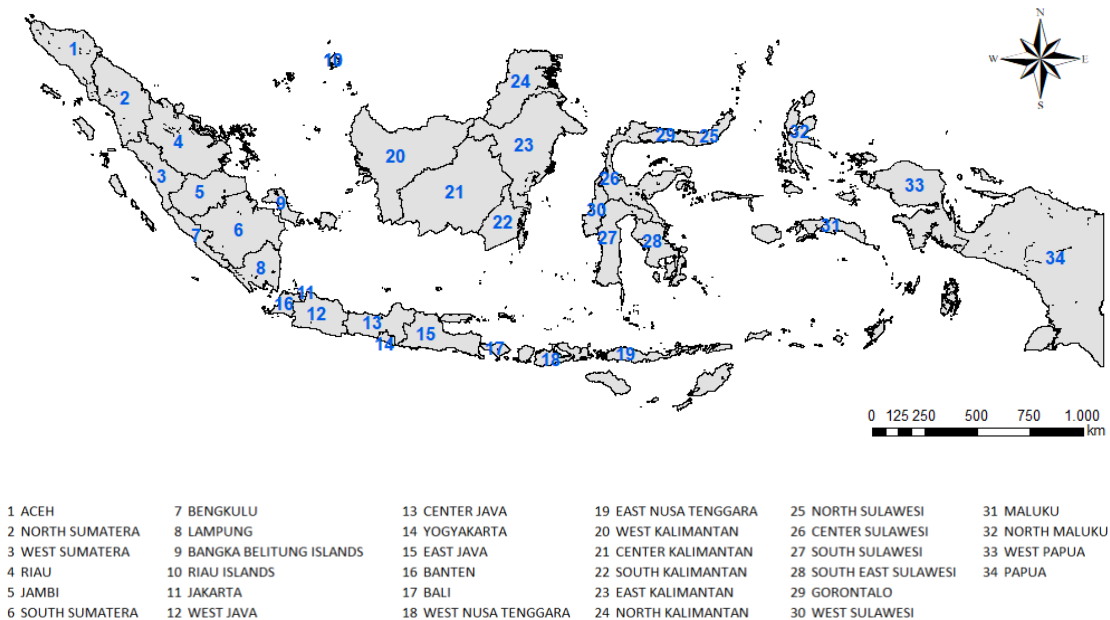 N
W E
S
1
10
2
24
32
29 25
4
23
20
3
26
33
5
21
9
30
22
31
7
6
27
28
8
34
11
16
12
13
15
14
17
18
19
0 125 250 500 750 1.000
km
1 ACEH
2 NORTH SUMATERA
3 WEST SUMATERA
4 RIAU
5 JAMBI
6 SOUTH SUMATERA
7 BENGKULU
8 LAMPUNG
9 BANGKA BELITUNG ISLANDS
10 RIAU ISLANDS
11 JAKARTA
12 WEST JAVA
13 CENTER JAVA
14 YOGYAKARTA
15 EAST JAVA
16 BANTEN
17 BALI
18 WEST NUSA TENGGARA
19 EAST NUSA TENGGARA
20 WEST KALIMANTAN
21 CENTER KALIMANTAN
22 SOUTH KALIMANTAN
23 EAST KALIMANTAN
24 NORTH KALIMANTAN
25 NORTH SULAWESI
26 CENTER SULAWESI
27 SOUTH SULAWESI
28 SOUTH EAST SULAWESI
29 GORONTALO
30 WEST SULAWESI
31 MALUKU
32 NORTH MALUKU
33 WEST PAPUA
34 PAPUA